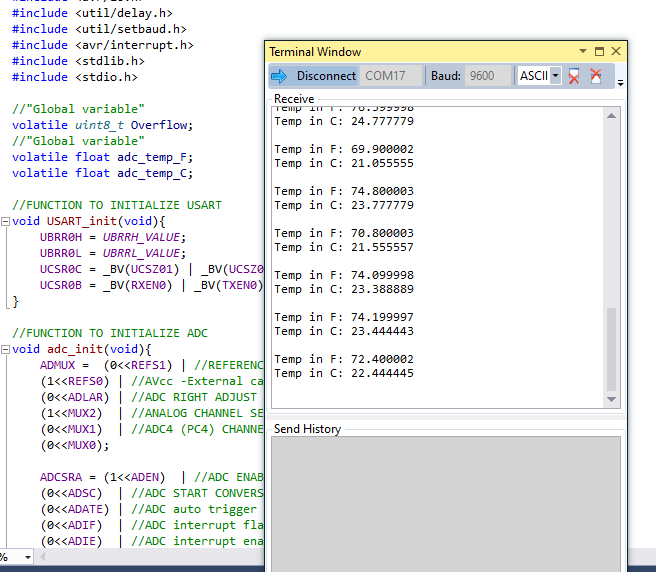 #include <util/delay.h>
#include <util/setbaud.h>
#include <avr/interrupt.h>
#include <stdlib.h>
#include <stdio.h>
//"Global variable"
volatile uint8_t Overflow;
//"Global variable"
volatile float adc_temp_F;
volatile float adc_temp_C;
//FUNCTION TO INITIALIZE USART
void USART_init(void){
UBRR0H = UBRRH_VALUE;
UBRR0L = UBRRL_VALUE;
UCSR0C = _BV(UCSZ01) | _BV(UCSZ0
UCSR0B = _BV(RXEN0) | _BV(TXEN0)
}
//FUNCTION TO INITIALIZE ADC
void adc_init(void){
ADMUX = (0<<REFS1) | //REFERENC
(1<<REFS0) | //AVcc -External ca
(0<<ADLAR) | //ADC RIGHT ADJUST
(1<<MUX2) | //ANALOG CHANNEL SE
(0<<MUX1) | //ADC4 (PC4) CHANNE
(0<<MUX0);
ADCSRA = (1<<ADEN) | //ADC ENAB
(0<<ADSC) | //ADC START CONVERS
(0<<ADATE) | //ADC auto trigger
(0<<ADIF) | //ADC interrupt fla
(0<<ADIE) | //ADC interrupt ena
%
Terminal Window
Disconnect COM17 Baud: 9600 ASCII
Receive
Temp in F: 76.599998
Temp in C: 24.777779
Temp in F: 69.900002
Temp in C: 21.055555
Temp in F: 74.800003
Temp in C: 23.777779
Temp in F: 70.800003
Temp in C: 21.555557
Temp in F: 74.099998
Temp in C: 23.388889
Temp in F: 74.199997
Temp in C: 23.444443
Temp in F: 72.400002
Temp in C: 22.444445
Send History